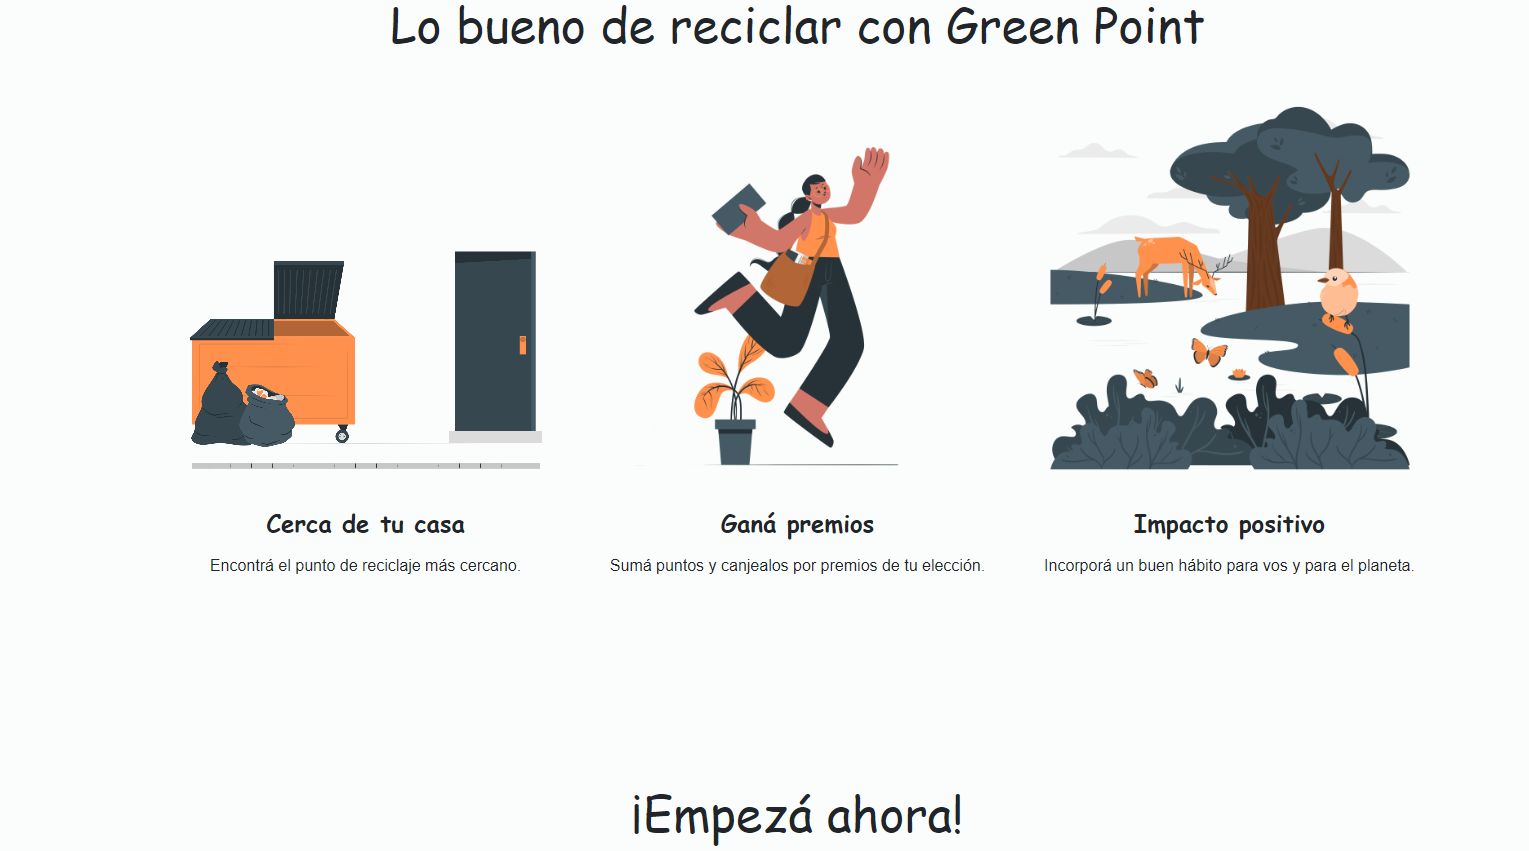 Lo bueno de reciclar con Green Point
Cerca de tu casa
Encontrá el punto de reciclaje más cercano.
Ganá premios
Sumá puntos y canjealos por premios de tu elección.
Impacto positivo
Incorporá un buen hábito para vos y para el planeta.
¡Empezá ahora!